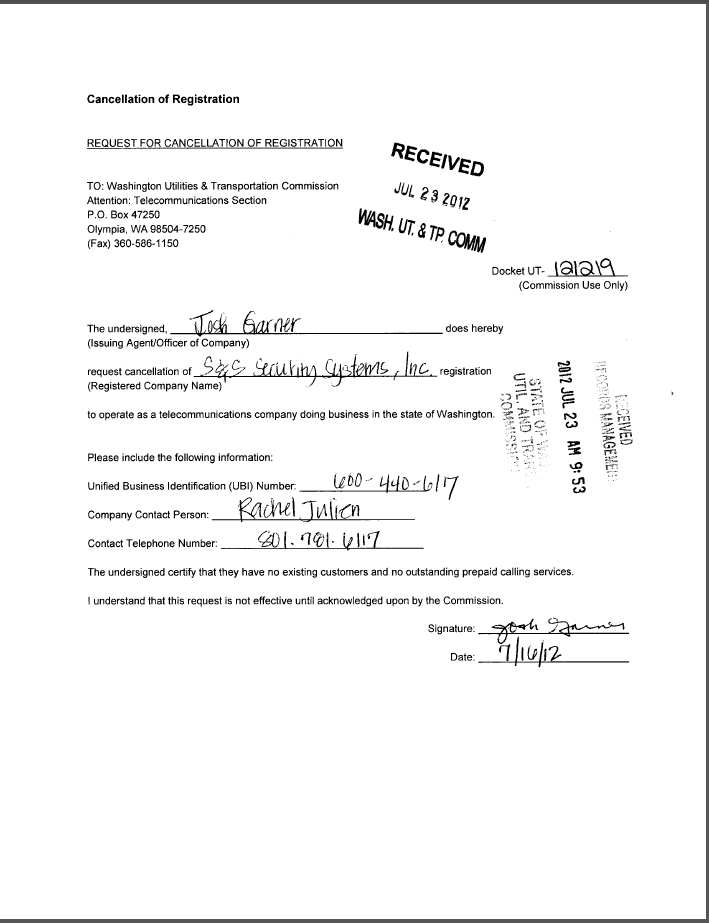 Cancellation of Registration
REQUEST FOR CANCELLATION OF REGISTRATION
RECEIVED
JUL 23 2012
WASH. UT. & TP. COMM
TO: Washington Utilities & Transportation Commission
Attention: Telecommunications Section
P.O. Box 47250
Olympia, WA 98504-7250
(Fax) 360-586-1150
Docket UT- 121219
(Commission Use Only)
The undersigned, Josh Garner does hereby
(Issuing Agent/Officer of Company)
request cancellation of S&S Security Systems, Inc. registration
(Registered Company Name)
to operate as a telecommunications company doing business in the state of Washington.
RECEIVED
RECORDS MANAGEMEN
2012 JUL 23 AM 9:53
STATE OF
UTIL. AND TRAN
COMMISSI
Please include the following information:
Unified Business Identification (UBI) Number: 600-440-617
Company Contact Person: Rachel Julien
Contact Telephone Number: 801.701.6117
The undersigned certify that they have no existing customers and no outstanding prepaid calling services.
I understand that this request is not effective until acknowledged upon by the Commission.
Signature: Josh Garner
Date: 7/16/12